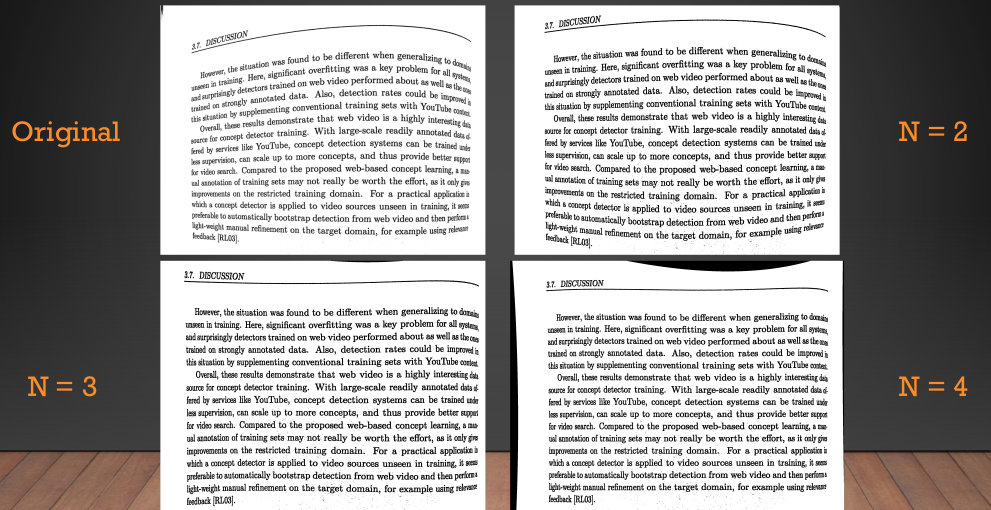 Original
3.7. DISCUSSION
However, the situation was found to be different when generalizing to domains
unseen in training. Here, significant overfitting was a key problem for all systems,
and surprisingly detectors trained on web video performed about as well as the ones
trained on strongly annotated data. Also, detection rates could be improved in
this situation by supplementing conventional training sets with YouTube content.
Overall, these results demonstrate that web video is a highly interesting data
source for concept detector training. With large-scale readily annotated data of-
fered by services like YouTube, concept detection systems can be trained under
less supervision, can scale up to more concepts, and thus provide better support
for video search. Compared to the proposed web-based concept learning, a man-
ual annotation of training sets may not really be worth the effort, as it only gives
improvements on the restricted training domain. For a practical application in
which a concept detector is applied to video sources unseen in training, it seems
preferable to automatically bootstrap detection from web video and then perform a
light-weight manual refinement on the target domain, for example using relevance
feedback [RL03].
3.7. DISCUSSION
However, the situation was found to be different when generalizing to domains
unseen in training. Here, significant overfitting was a key problem for all systems,
and surprisingly detectors trained on web video performed about as well as the ones
trained on strongly annotated data. Also, detection rates could be improved in
this situation by supplementing conventional training sets with YouTube content.
Overall, these results demonstrate that web video is a highly interesting data
source for concept detector training. With large-scale readily annotated data of-
fered by services like YouTube, concept detection systems can be trained under
less supervision, can scale up to more concepts, and thus provide better support
for video search. Compared to the proposed web-based concept learning, a man-
ual annotation of training sets may not really be worth the effort, as it only gives
improvements on the restricted training domain. For a practical application in
which a concept detector is applied to video sources unseen in training, it seems
preferable to automatically bootstrap detection from web video and then perform a
light-weight manual refinement on the target domain, for example using relevance
feedback [RL03].
N = 2
N = 3
3.7. DISCUSSION
However, the situation was found to be different when generalizing to domains
unseen in training. Here, significant overfitting was a key problem for all systems,
and surprisingly detectors trained on web video performed about as well as the ones
trained on strongly annotated data. Also, detection rates could be improved in
this situation by supplementing conventional training sets with YouTube content.
Overall, these results demonstrate that web video is a highly interesting data
source for concept detector training. With large-scale readily annotated data of-
fered by services like YouTube, concept detection systems can be trained under
less supervision, can scale up to more concepts, and thus provide better support
for video search. Compared to the proposed web-based concept learning, a man-
ual annotation of training sets may not really be worth the effort, as it only gives
improvements on the restricted training domain. For a practical application in
which a concept detector is applied to video sources unseen in training, it seems
preferable to automatically bootstrap detection from web video and then perform a
light-weight manual refinement on the target domain, for example using relevance
feedback [RL03].
3.7. DISCUSSION
However, the situation was found to be different when generalizing to domains
unseen in training. Here, significant overfitting was a key problem for all systems,
and surprisingly detectors trained on web video performed about as well as the ones
trained on strongly annotated data. Also, detection rates could be improved in
this situation by supplementing conventional training sets with YouTube content.
Overall, these results demonstrate that web video is a highly interesting data
source for concept detector training. With large-scale readily annotated data of-
fered by services like YouTube, concept detection systems can be trained under
less supervision, can scale up to more concepts, and thus provide better support
for video search. Compared to the proposed web-based concept learning, a man-
ual annotation of training sets may not really be worth the effort, as it only gives
improvements on the restricted training domain. For a practical application in
which a concept detector is applied to video sources unseen in training, it seems
preferable to automatically bootstrap detection from web video and then perform a
light-weight manual refinement on the target domain, for example using relevance
feedback [RL03].
N = 4